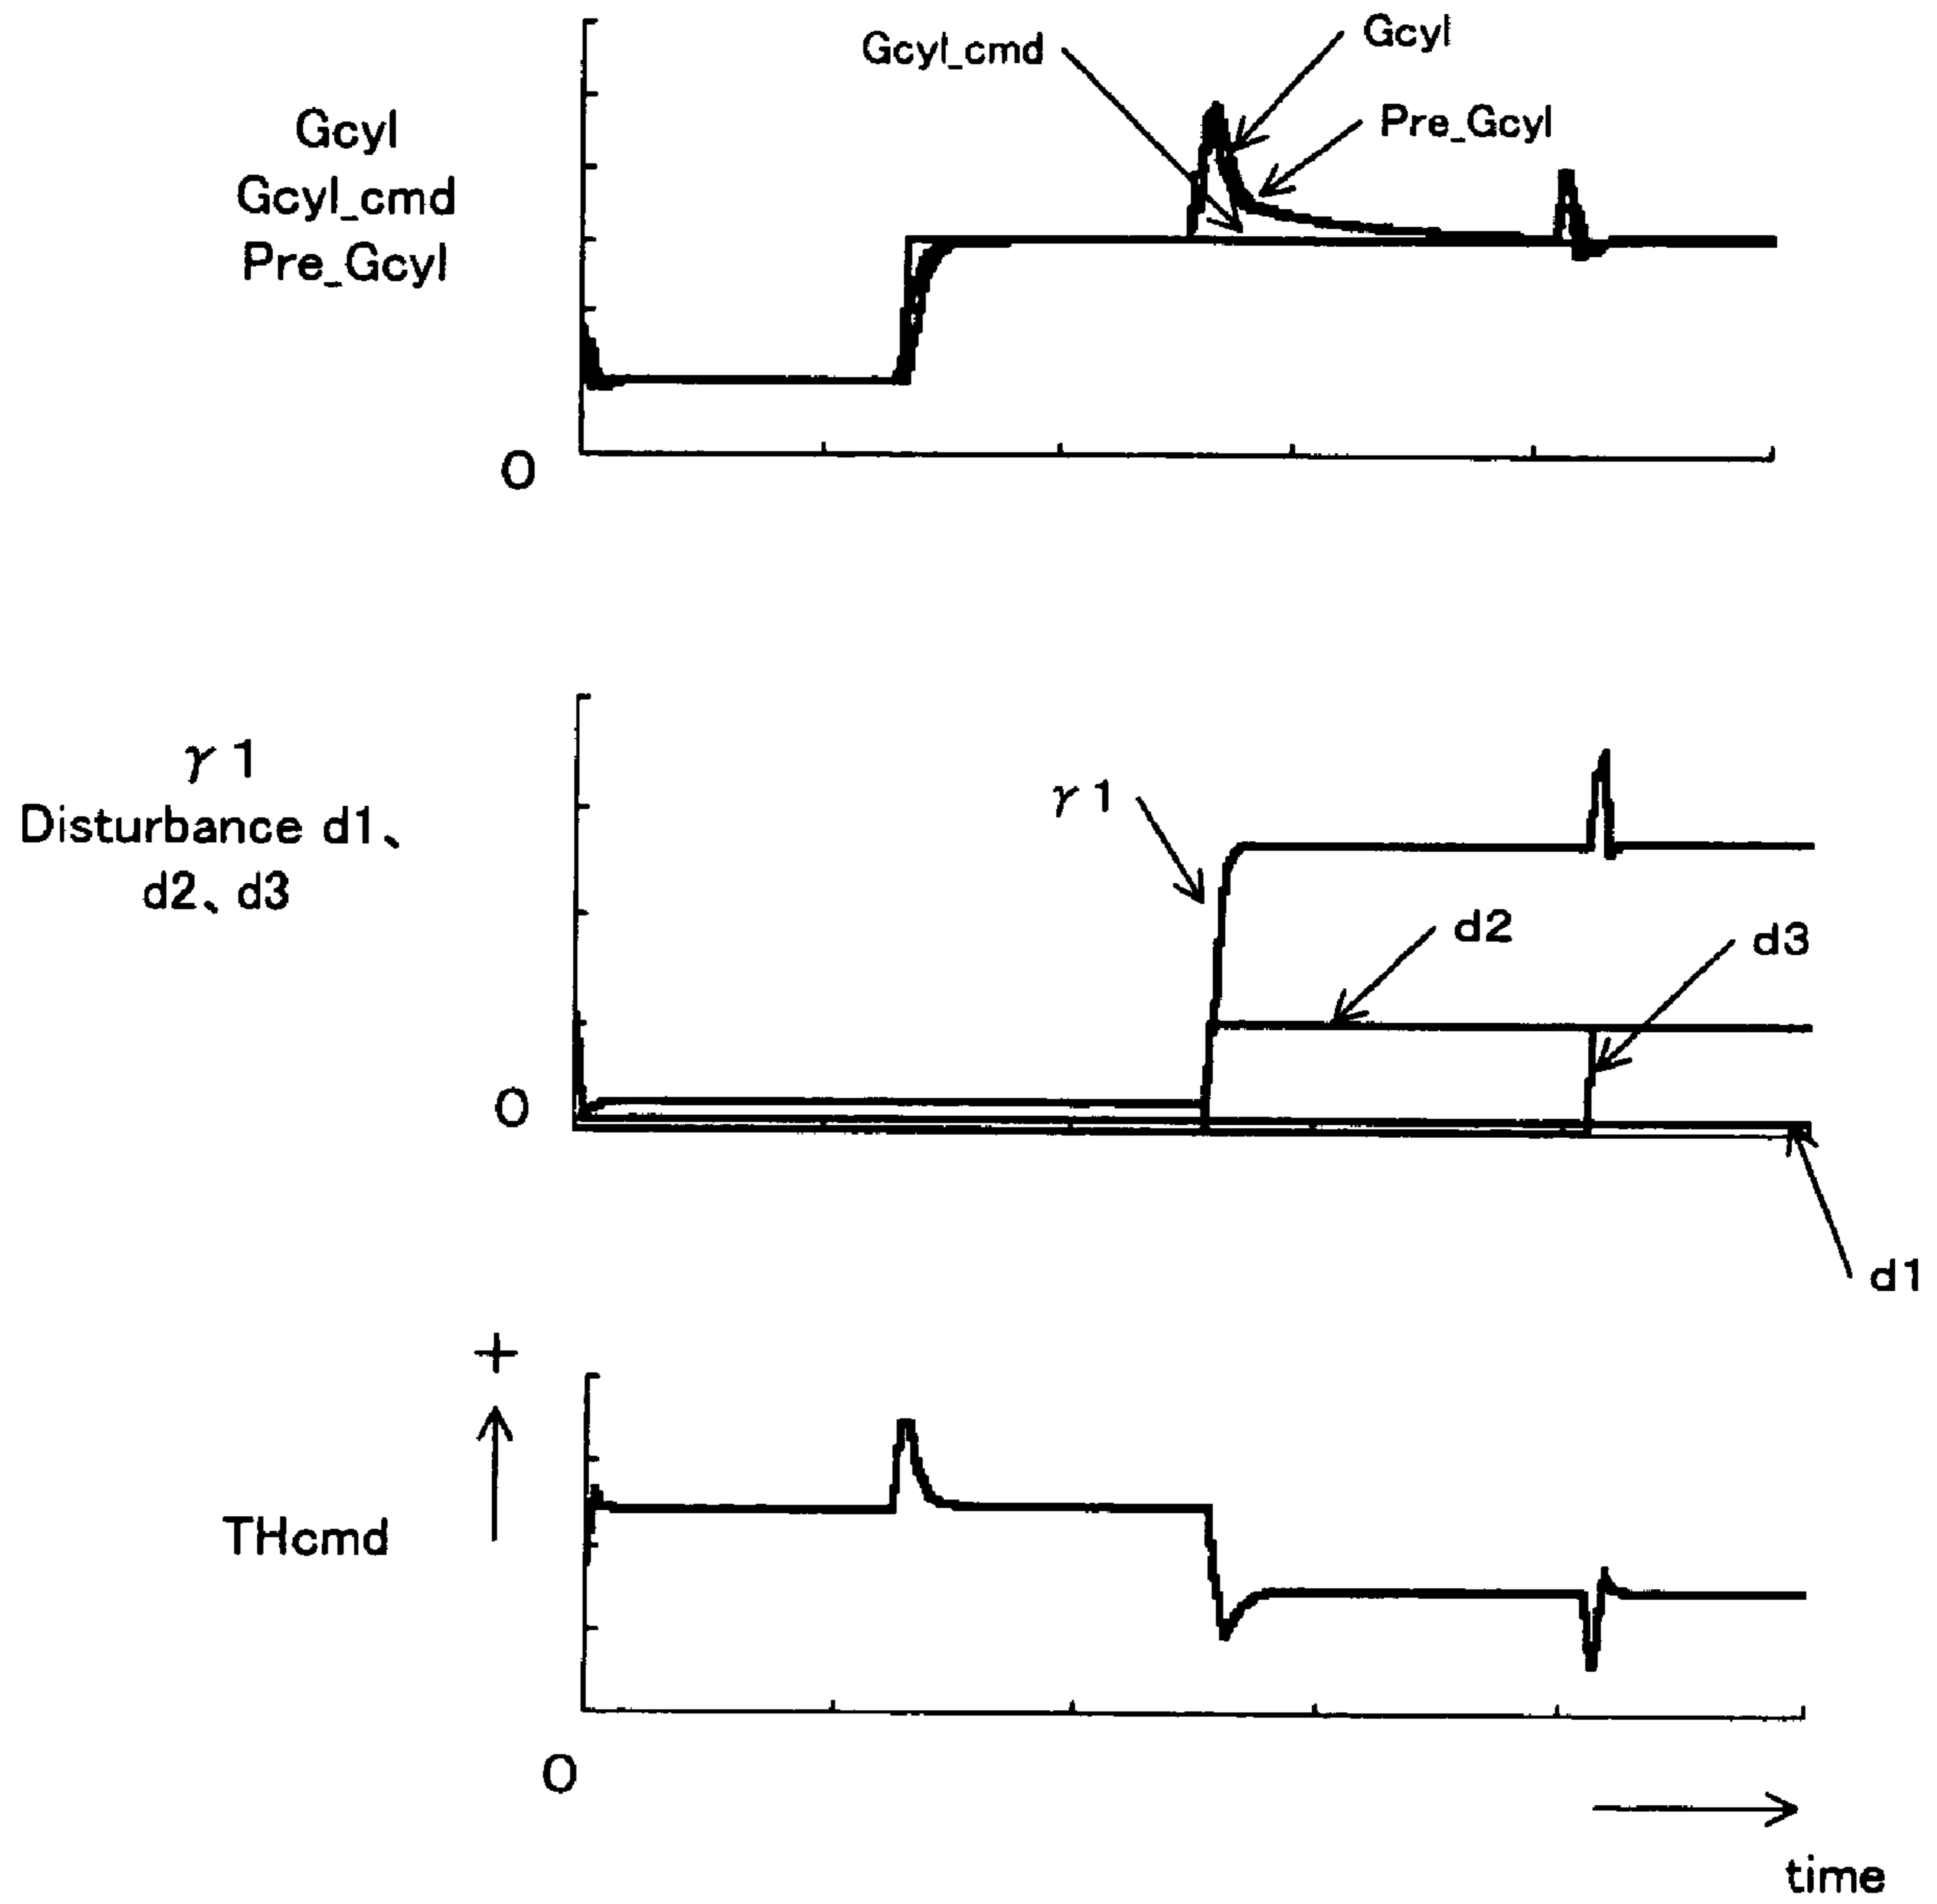 Gcyl_cmd
Gcyl
Pre_Gcyl
Gcyl
Gcyl_cmd
Pre_Gcyl
0
γ1
Disturbance d1、
d2、d3
γ1
d2
d3
0
d1
+
THcmd
0
time